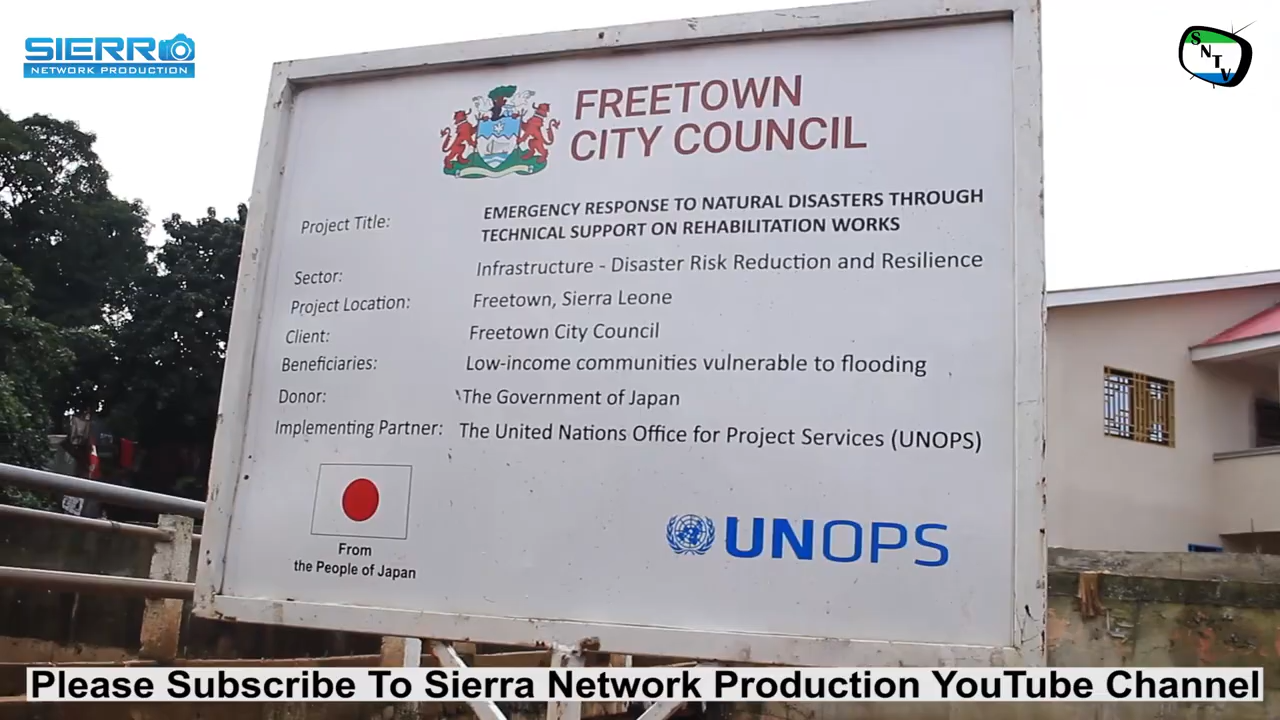 SIERRO
NETWORK PRODUCTION
SNTV
FREETOWN
CITY COUNCIL
Project Title: EMERGENCY RESPONSE TO NATURAL DISASTERS THROUGH
TECHNICAL SUPPORT ON REHABILITATION WORKS
Sector: Infrastructure - Disaster Risk Reduction and Resilience
Project Location: Freetown, Sierra Leone
Client: Freetown City Council
Beneficiaries: Low-income communities vulnerable to flooding
Donor: The Government of Japan
Implementing Partner: The United Nations Office for Project Services (UNOPS)
From
the People of Japan
UNOPS
Please Subscribe To Sierra Network Production YouTube Channel